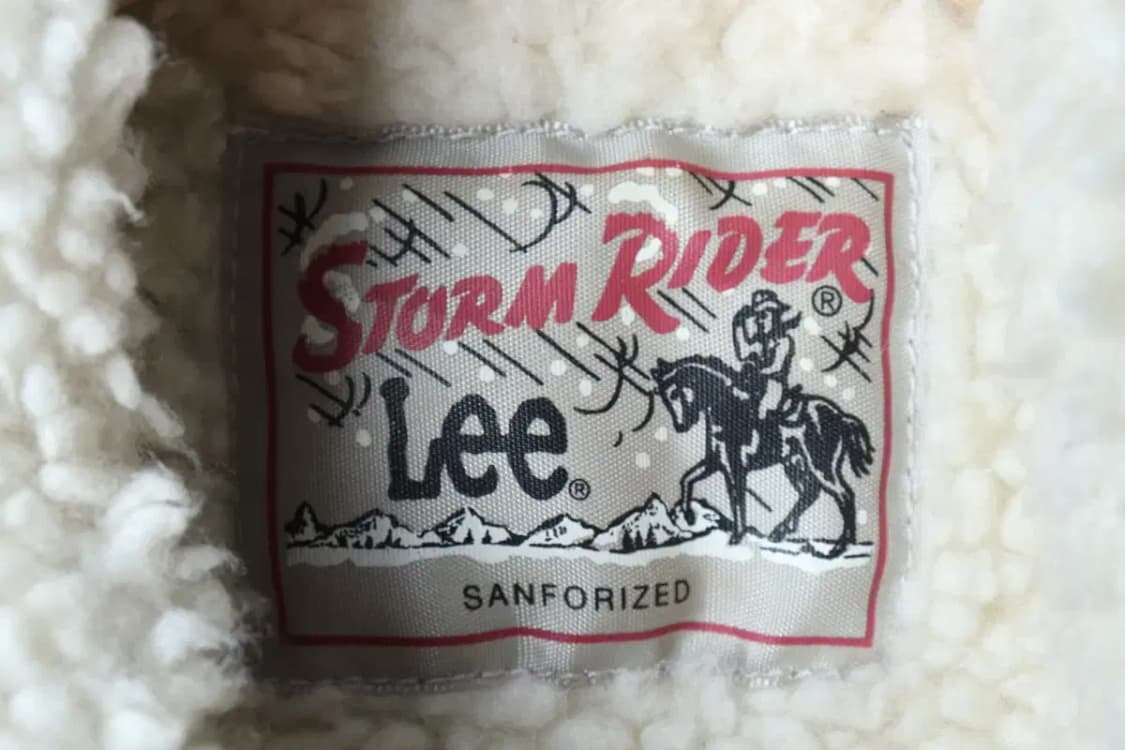 STORM RIDER ®
Lee ®
SANFORIZED